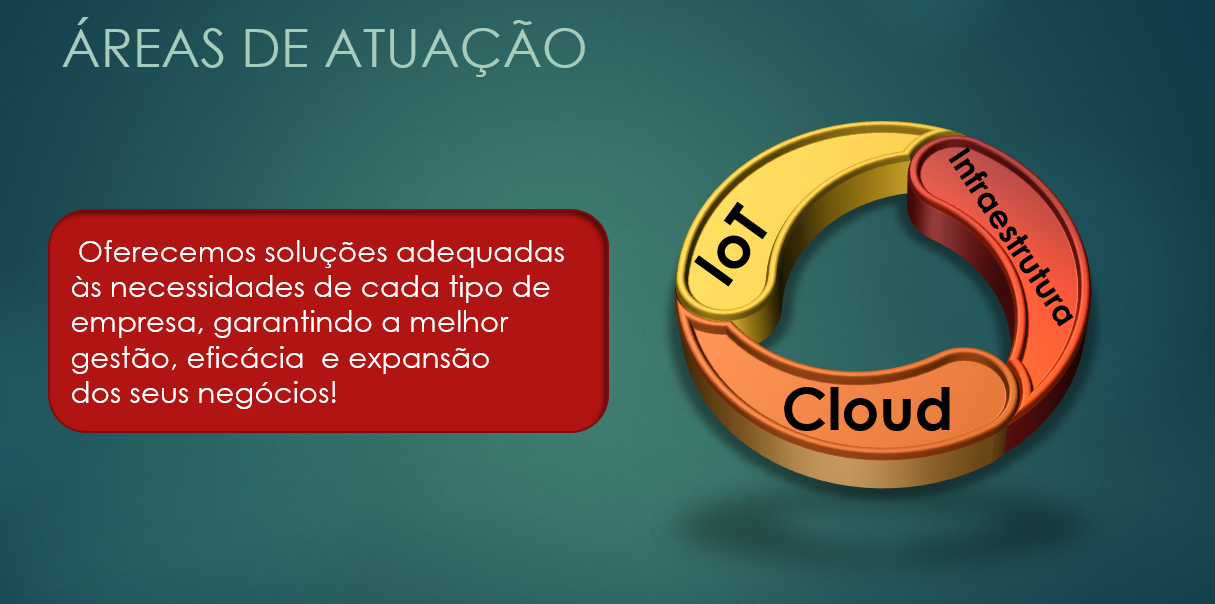 ÁREAS DE ATUAÇÃO
Oferecemos soluções adequadas
às necessidades de cada tipo de
empresa, garantindo a melhor
gestão, eficácia  e expansão
dos seus negócios!
IoT
Infraestrutura
Cloud